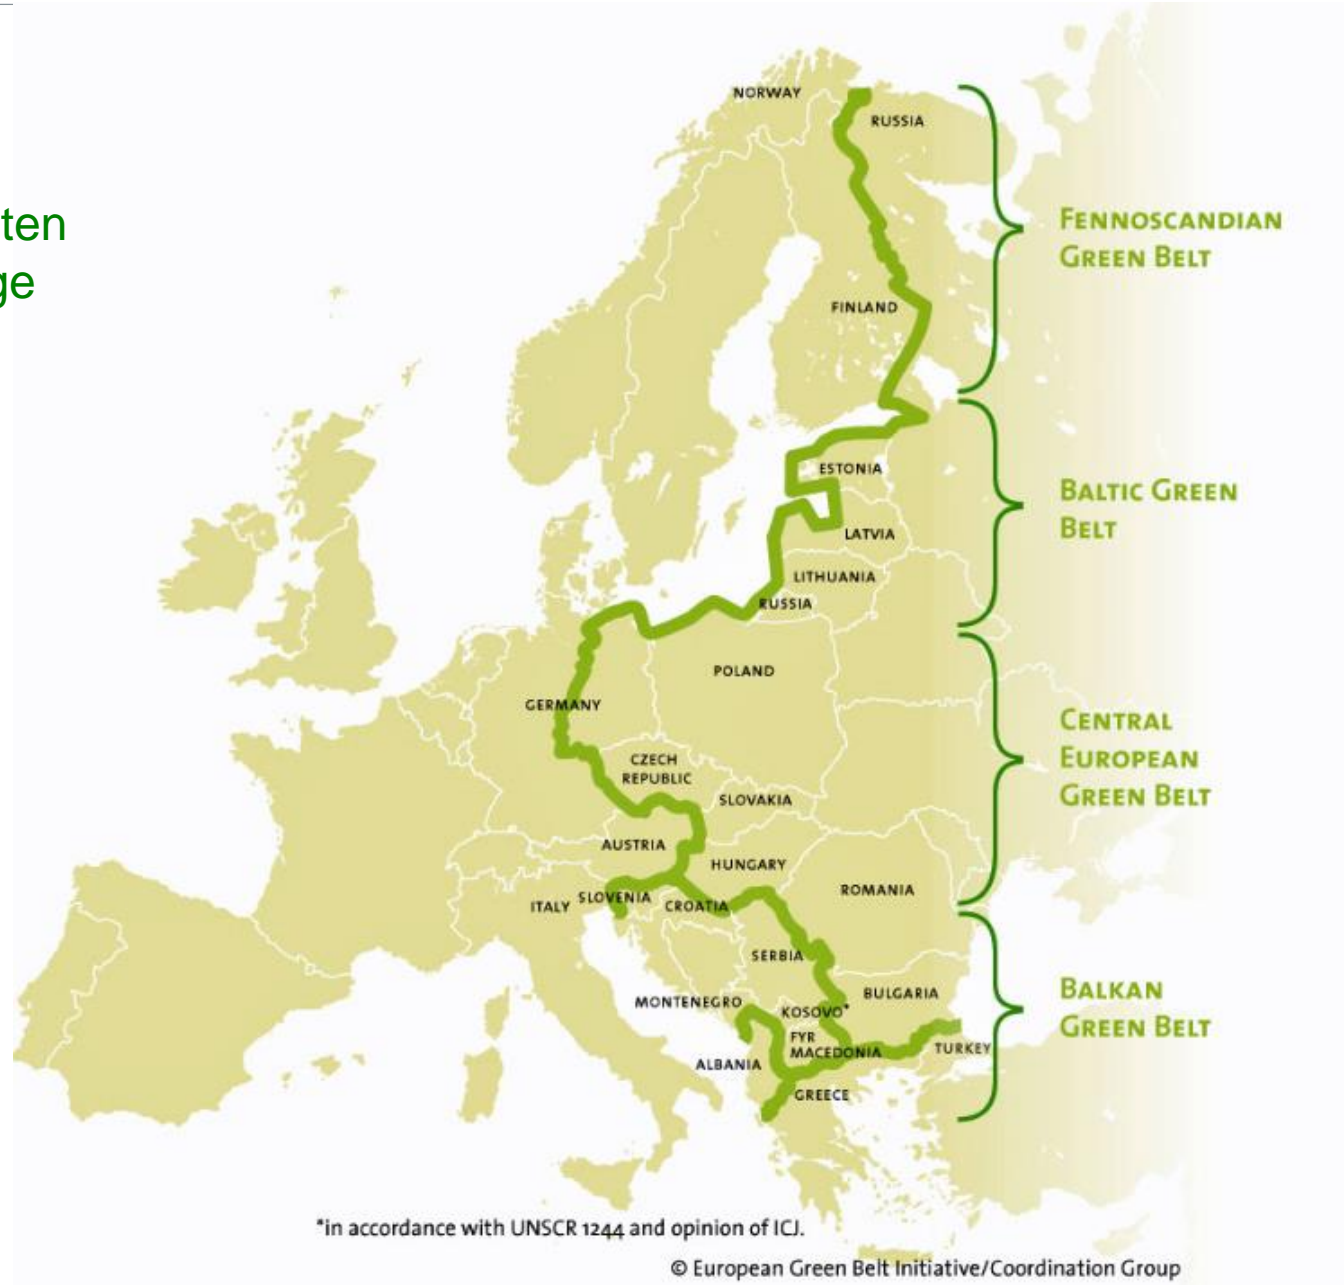 ten
ge
NORWAY
RUSSIA
FENNOSCANDIAN
GREEN BELT
FINLAND
ESTONIA
BALTIC GREEN
BELT
LATVIA
LITHUANIA
RUSSIA
POLAND
GERMANY
CENTRAL
EUROPEAN
GREEN BELT
CZECH
REPUBLIC
SLOVAKIA
AUSTRIA
HUNGARY
ROMANIA
ITALY
SLOVENIA
CROATIA
SERBIA
BULGARIA
BALKAN
GREEN BELT
MONTENEGRO
KOSOVO*
FYR
MACEDONIA
TURKEY
ALBANIA
GREECE
*in accordance with UNSCR 1244 and opinion of ICJ.
© European Green Belt Initiative/Coordination Group